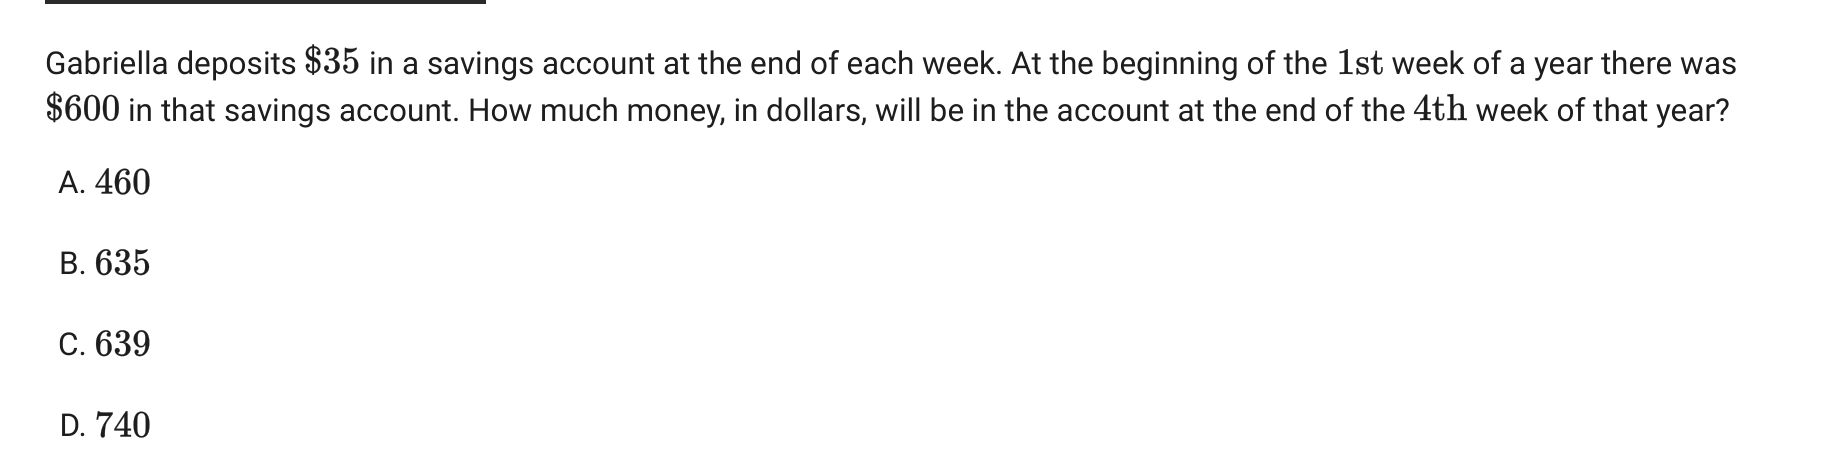 Gabriella deposits $35 in a savings account at the end of each week. At the beginning of the 1st week of a year there was
$600 in that savings account. How much money, in dollars, will be in the account at the end of the 4th week of that year?
A. 460
B. 635
C. 639
D. 740